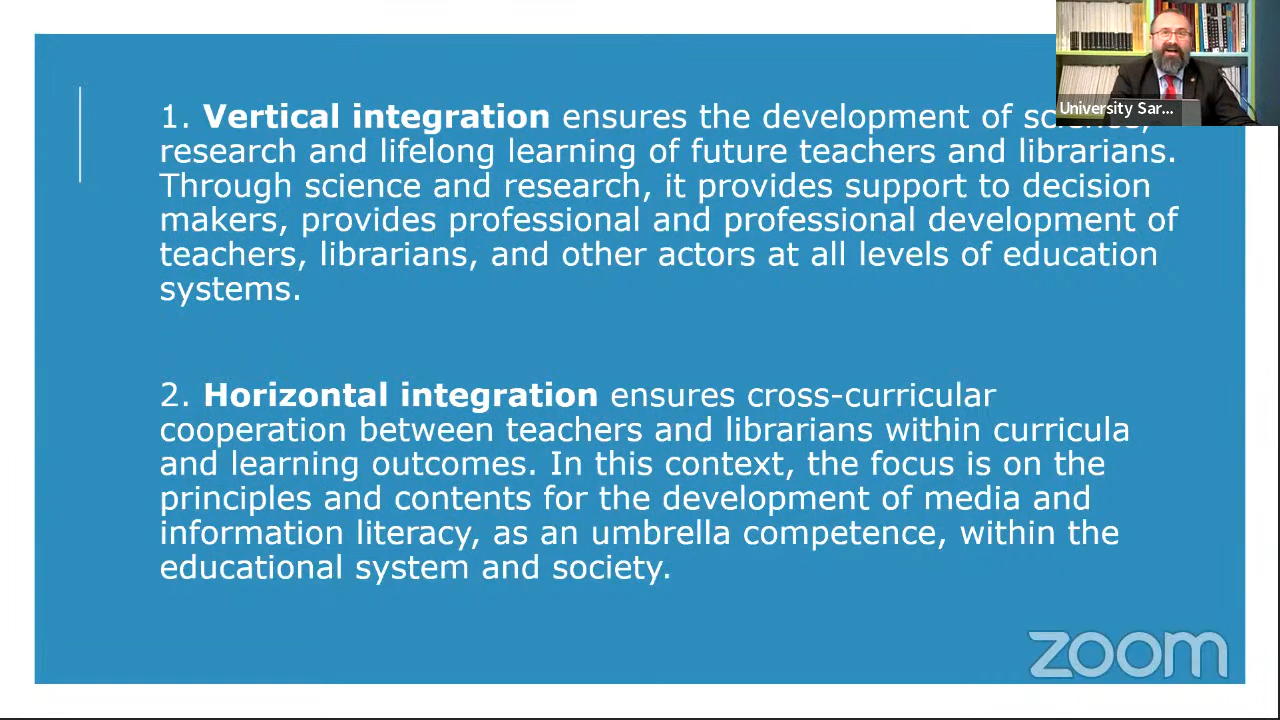 1. Vertical integration ensures the development of science,
research and lifelong learning of future teachers and librarians.
Through science and research, it provides support to decision
makers, provides professional and professional development of
teachers, librarians, and other actors at all levels of education
systems.
2. Horizontal integration ensures cross-curricular
cooperation between teachers and librarians within curricula
and learning outcomes. In this context, the focus is on the
principles and contents for the development of media and
information literacy, as an umbrella competence, within the
educational system and society.
University Sar...
zoom